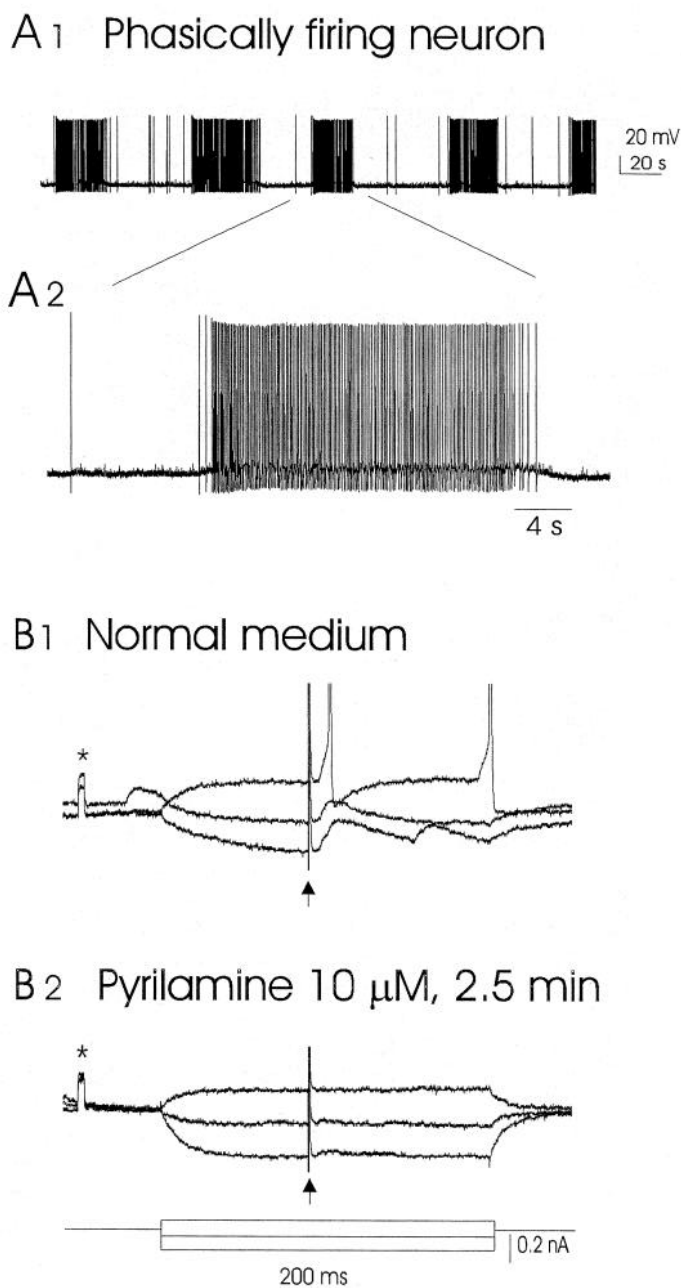 A1 Phasically firing neuron
20 mV
20 s
A2
4 s
B1 Normal medium
*
B2 Pyrilamine 10 μM, 2.5 min
*
0.2 nA
200 ms